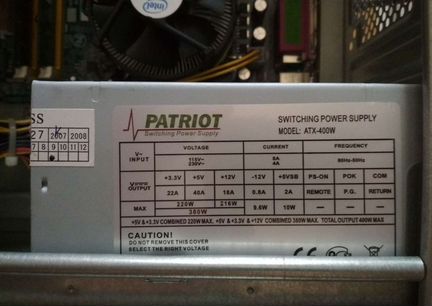 intel
SS
27 2007 2008
7 8 9 10 11 12
PATRIOT
Switching Power Supply
SWITCHING POWER SUPPLY
MODEL: ATX-400W
V~ INPUT
VOLTAGE CURRENT FREQUENCY
115V~ 8A 60Hz-50Hz
230V~ 4A
OUTPUT +3.3V +5V +12V -12V +5VSB PS-ON POK COM
22A 40A 18A 0.8A 2A REMOTE P.G. RETURN
MAX 220W 216W 9.6W 10W — — —
380W
+5V &+3.3V COMBINED 220W MAX, +5V & +3.3V & +12V COMBINED 380W MAX. TOTAL OUTPUT 400W MAX
CAUTION!
DO NOT REMOVE THIS COVER
SELECT THE RIGHT VOLTAGE
CE